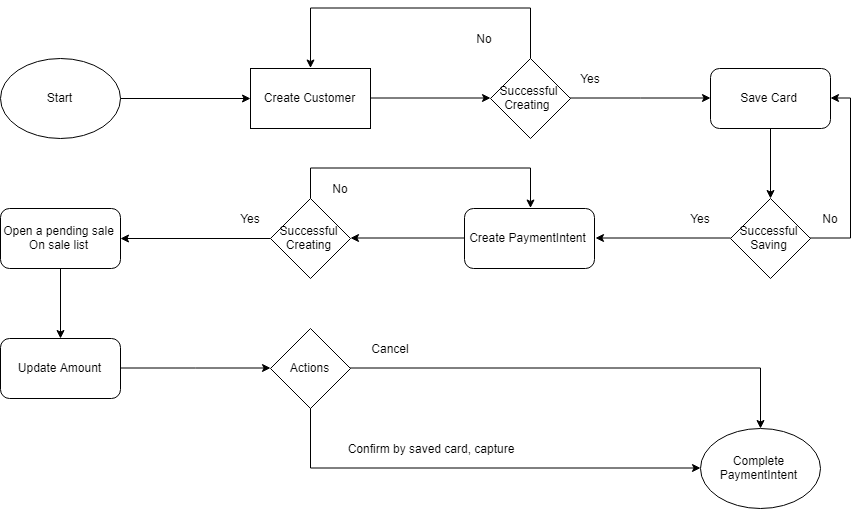 No
Start
Create Customer
Successful
Creating
Yes
Save Card
No
Open a pending sale
On sale list
Yes
Successful
Creating
Create PaymentIntent
Yes
Successful
Saving
No
Update Amount
Actions
Cancel
Confirm by saved card, capture
Complete
PaymentIntent